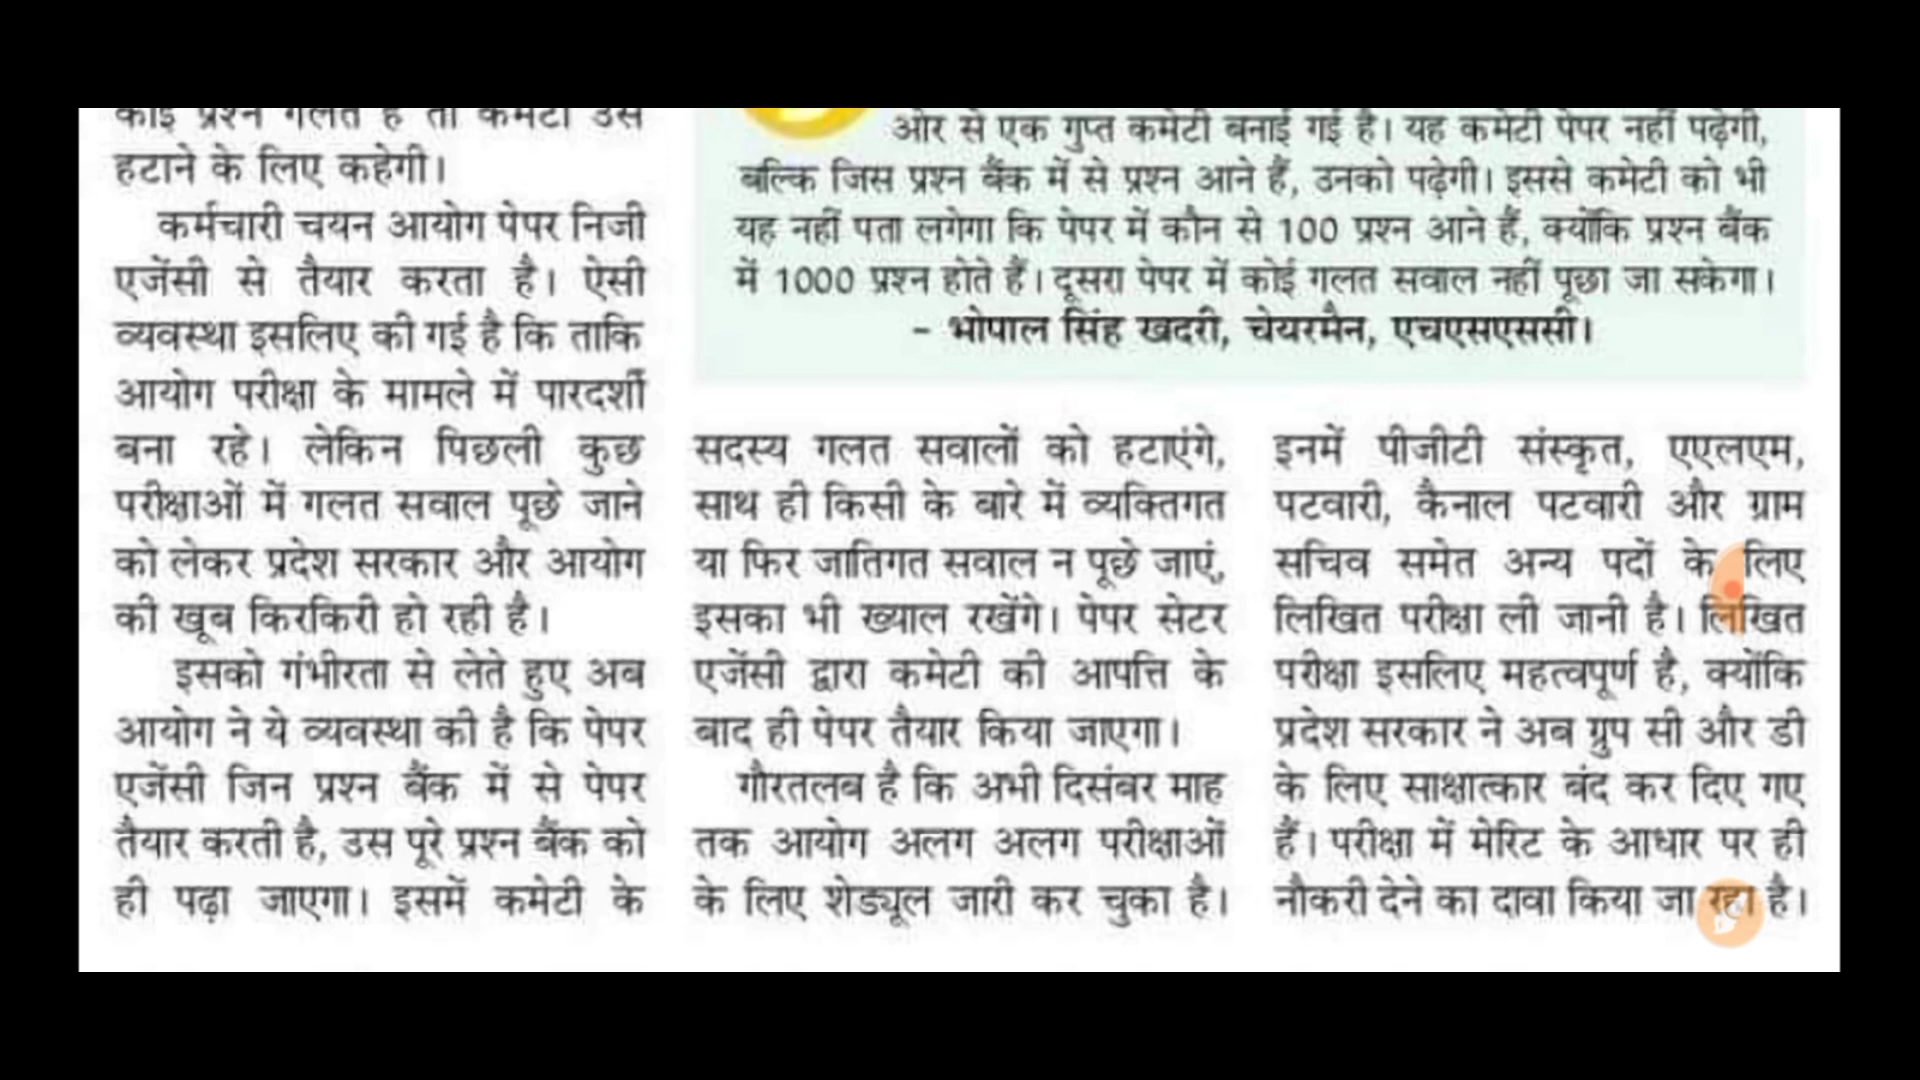 कोई प्रश्न गलत है तो कमेटी उसे
हटाने के लिए कहेगी।
कर्मचारी चयन आयोग पेपर निजी
एजेंसी से तैयार करता है। ऐसी
व्यवस्था इसलिए की गई है कि ताकि
आयोग परीक्षा के मामले में पारदर्शी
बना रहे। लेकिन पिछली कुछ
परीक्षाओं में गलत सवाल पूछे जाने
को लेकर प्रदेश सरकार और आयोग
की खूब किरकिरी हो रही है।
इसको गंभीरता से लेते हुए अब
आयोग ने ये व्यवस्था की है कि पेपर
एजेंसी जिन प्रश्न बैंक में से पेपर
तैयार करती है, उस पूरे प्रश्न बैंक को
ही पढ़ा जाएगा। इसमें कमेटी के
ओर से एक गुप्त कमेटी बनाई गई है। यह कमेटी पेपर नहीं पढ़ेगी,
बल्कि जिस प्रश्न बैंक में से प्रश्न आने हैं, उनको पढ़ेगी। इससे कमेटी को भी
यह नहीं पता लगेगा कि पेपर में कौन से 100 प्रश्न आने हैं, क्योंकि प्रश्न बैंक
में 1000 प्रश्न होते हैं। दूसरा पेपर में कोई गलत सवाल नहीं पूछा जा सकेगा।
- भोपाल सिंह खदरी, चेयरमैन, एचएसएससी।
सदस्य गलत सवालों को हटाएंगे,
साथ ही किसी के बारे में व्यक्तिगत
या फिर जातिगत सवाल न पूछे जाएं,
इसका भी ख्याल रखेंगे। पेपर सेटर
एजेंसी द्वारा कमेटी की आपत्ति के
बाद ही पेपर तैयार किया जाएगा।
गौरतलब है कि अभी दिसंबर माह
तक आयोग अलग अलग परीक्षाओं
के लिए शेड्यूल जारी कर चुका है।
इनमें पीजीटी संस्कृत, एएलएम,
पटवारी, कैनाल पटवारी और ग्राम
सचिव समेत अन्य पदों के लिए
लिखित परीक्षा ली जानी है। लिखित
परीक्षा इसलिए महत्वपूर्ण है, क्योंकि
प्रदेश सरकार ने अब ग्रुप सी और डी
के लिए साक्षात्कार बंद कर दिए गए
हैं। परीक्षा में मेरिट के आधार पर ही
नौकरी देने का दावा किया जा रहा है।